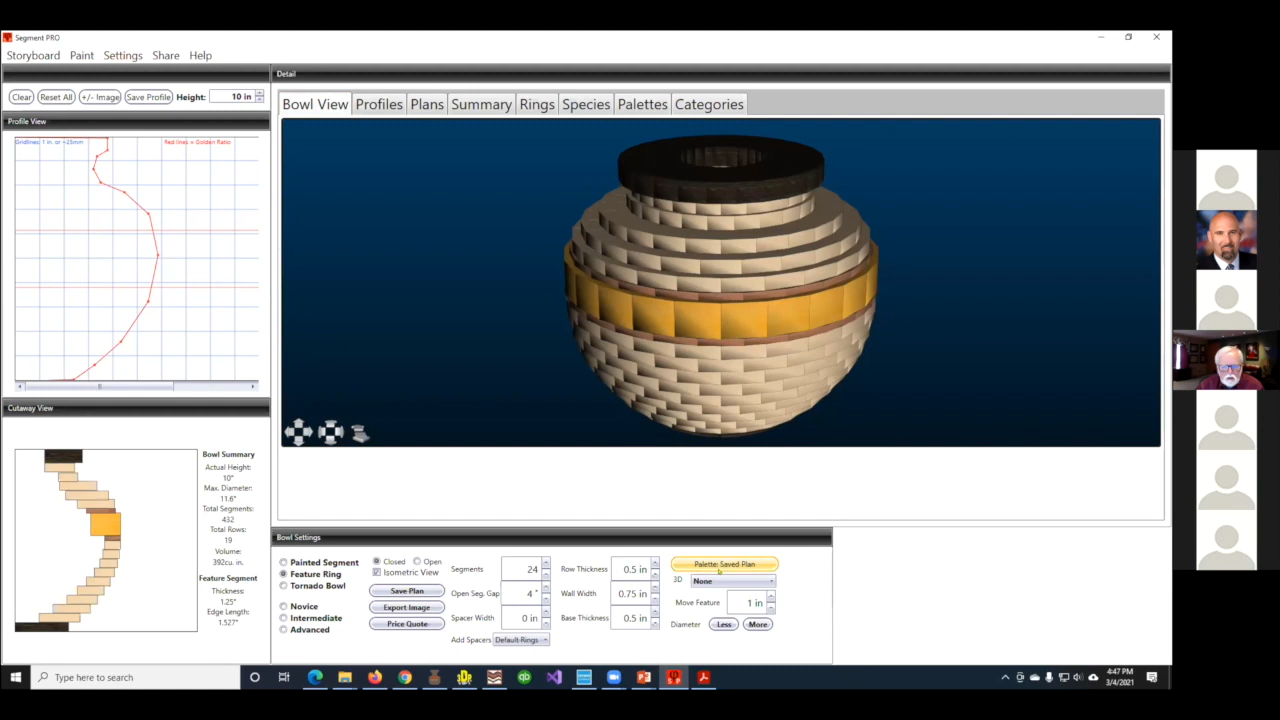 Segment PRO
Storyboard Paint Settings Share Help
Detail
Clear Reset All +/- Image Save Profile Height: 10 in
Bowl View Profiles Plans Summary Rings Species Palettes Categories
Profile View
Gridlines: 1 in. or ~25mm Red lines = Golden Ratio
Cutaway View
Bowl Summary
Actual Height:
10"
Max. Diameter:
11.6"
Total Segments:
432
Total Rows:
19
Volume:
392cu. in.
Feature Segment
Thickness:
1.25"
Edge Length:
1.527"
Bowl Settings
Painted Segment
Feature Ring
Tornado Bowl
Novice
Intermediate
Advanced
Closed Open
Isometric View
Save Plan
Export Image
Price Quote
Segments 24
Open Seg. Gap 4 °
Spacer Width 0 in
Add Spacers Default Rings
Row Thickness 0.5 in
Wall Width 0.75 in
Base Thickness 0.5 in
Palette: Saved Plan
3D None
Move Feature 1 in
Diameter Less More
Type here to search
4:47 PM
3/4/2021